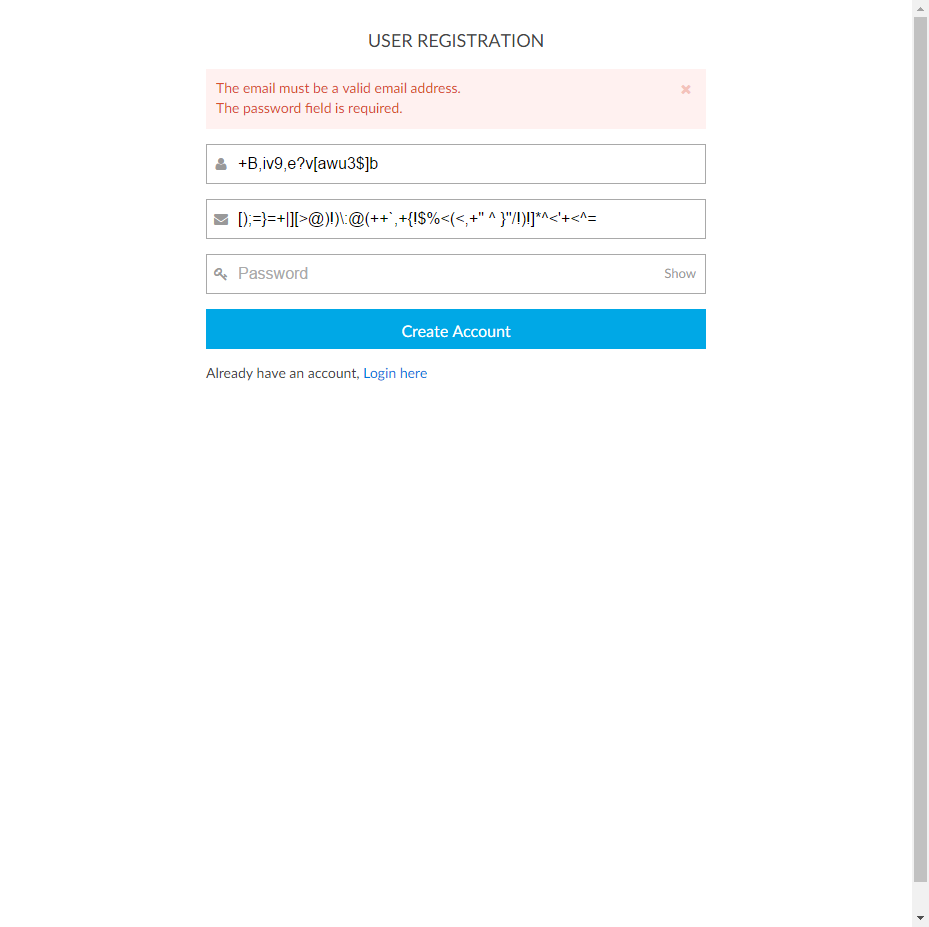 USER REGISTRATION
The email must be a valid email address.
The password field is required.
+B,iv9,e?v[awu3$]b
[);=}=+|][>@)!)\:@(++`,+{!$%<(<,+" ^ }"/!)!]*^<'+<^=
Password Show
Create Account
Already have an account, Login here